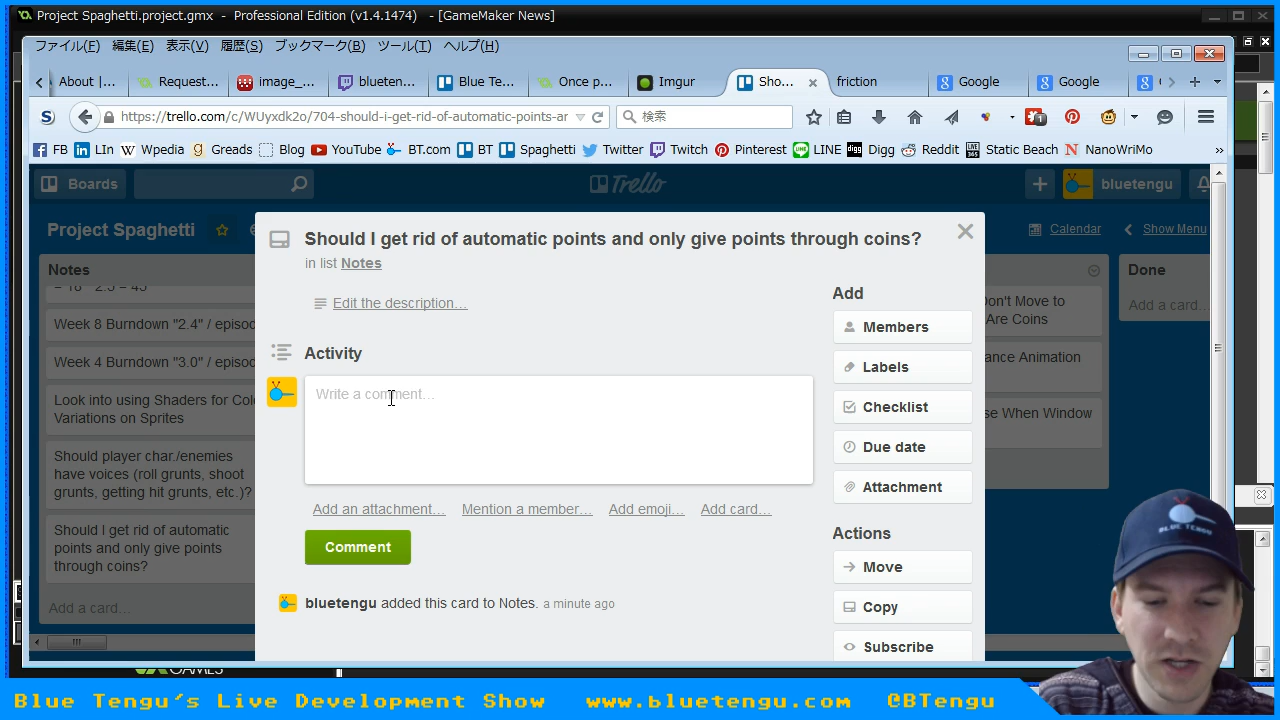 Project Spaghetti.project.gmx - Professional Edition (v1.4.1474) - [GameMaker News]
ファイル(F) 編集(E) 表示(V) 履歴(S) ブックマーク(B) ツール(T) ヘルプ(H)
About |... Request... image_... blueten... Blue Te... Once p... Imgur Sho... friction Google Google
https://trello.com/c/WUyxdk2o/704-should-i-get-rid-of-automatic-points-ar 検索
FB LIn Wpedia Greads Blog YouTube BT.com BT Spaghetti Twitter Twitch Pinterest LINE Digg Reddit Static Beach NanoWriMo »
Boards Trello bluetengu
Project Spaghetti Calendar Show Menu
Notes
= 18 * 2.5 = 45
Week 8 Burndown "2.4" / episod
Week 4 Burndown "3.0" / episod
Look into using Shaders for Colo
Variations on Sprites
Should player char./enemies
have voices (roll grunts, shoot
grunts, getting hit grunts, etc.)?
Should I get rid of automatic
points and only give points
through coins?
Add a card...
Should I get rid of automatic points and only give points through coins?
in list Notes
Edit the description...
Activity
Write a comment...
Add an attachment... Mention a member... Add emoji... Add card...
Comment
bluetengu added this card to Notes. a minute ago
Add
Members
Labels
Checklist
Due date
Attachment
Actions
Move
Copy
Subscribe
Don't Move to
Are Coins
ance Animation
se When Window
Done
Add a card...
GAMES
BLUE TENGU
Blue Tengu's Live Development Show www.bluetengu.com @BTengu